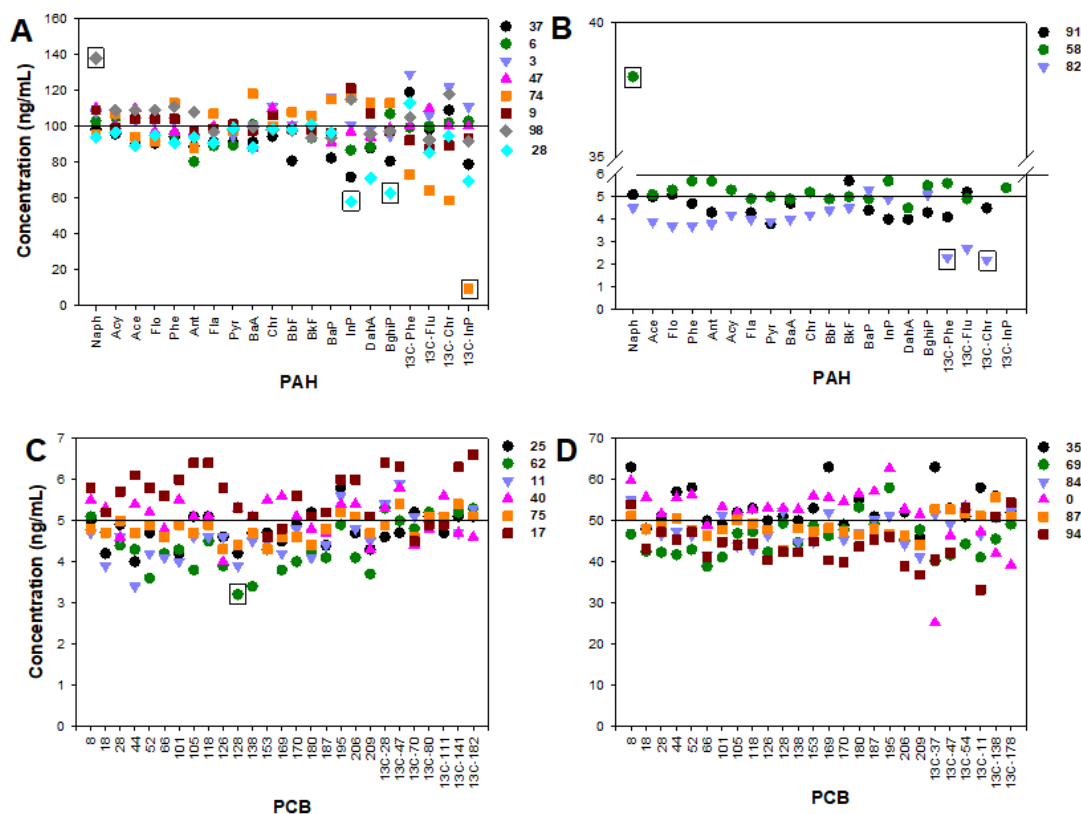 A
Concentration (ng/mL)
160
140
120
100
80
60
40
20
0
Naph
Acy
Ace
Flo
Phe
Ant
Fla
Pyr
BaA
Chr
BbF
BkF
BaP
InP
DahA
BghiP
13C-Phe
13C-Flu
13C-Chr
13C-InP
PAH
37
6
3
47
74
9
98
28
B
40
35
6
5
4
3
2
1
0
Naph
Ace
Flo
Phe
Ant
Acy
Fla
Pyr
BaA
Chr
BbF
BkF
BaP
InP
DahA
BghiP
13C-Phe
13C-Flu
13C-Chr
13C-InP
PAH
91
58
82
C
Concentration (ng/mL)
7
6
5
4
3
2
1
0
8
18
28
44
52
66
101
105
118
126
128
138
153
169
170
180
187
195
206
209
13C-28
13C-47
13C-70
13C-80
13C-111
13C-141
13C-182
PCB
25
62
11
40
75
17
D
70
60
50
40
30
20
10
0
8
18
28
44
52
66
101
105
118
126
128
138
153
169
170
180
187
195
206
209
13C-37
13C-47
13C-54
13C-11
13C-138
13C-178
PCB
35
69
84
0
87
94